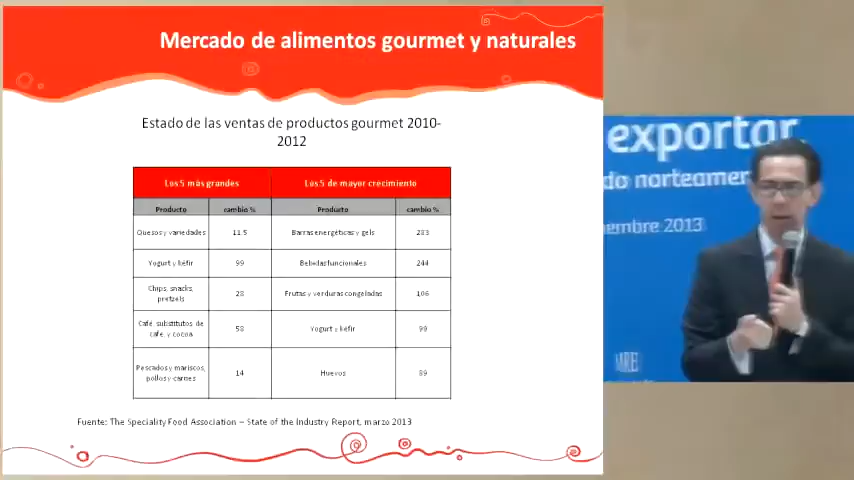 Mercado de alimentos gourmet y naturales
Estado de las ventas de productos gourmet 2010-
2012
Los 5 más grandes
Los 5 de mayor crecimiento
Producto
cambio %
Producto
cambio %
Quesos y variedades
11.5
Barras energéticas y gels
283
Yogurt y kéfir
99
Bebidas funcionales
244
Chips, snacks,
pretzels
28
Frutas y verduras congeladas
106
Café, substitutos de
café, y cocoa
58
Yogurt y kéfir
99
Pescados y mariscos,
pollos y carnes
14
Huevos
89
Fuente: The Speciality Food Association – State of the Industry Report, marzo 2013
exportar
do norteamer
embre 2013